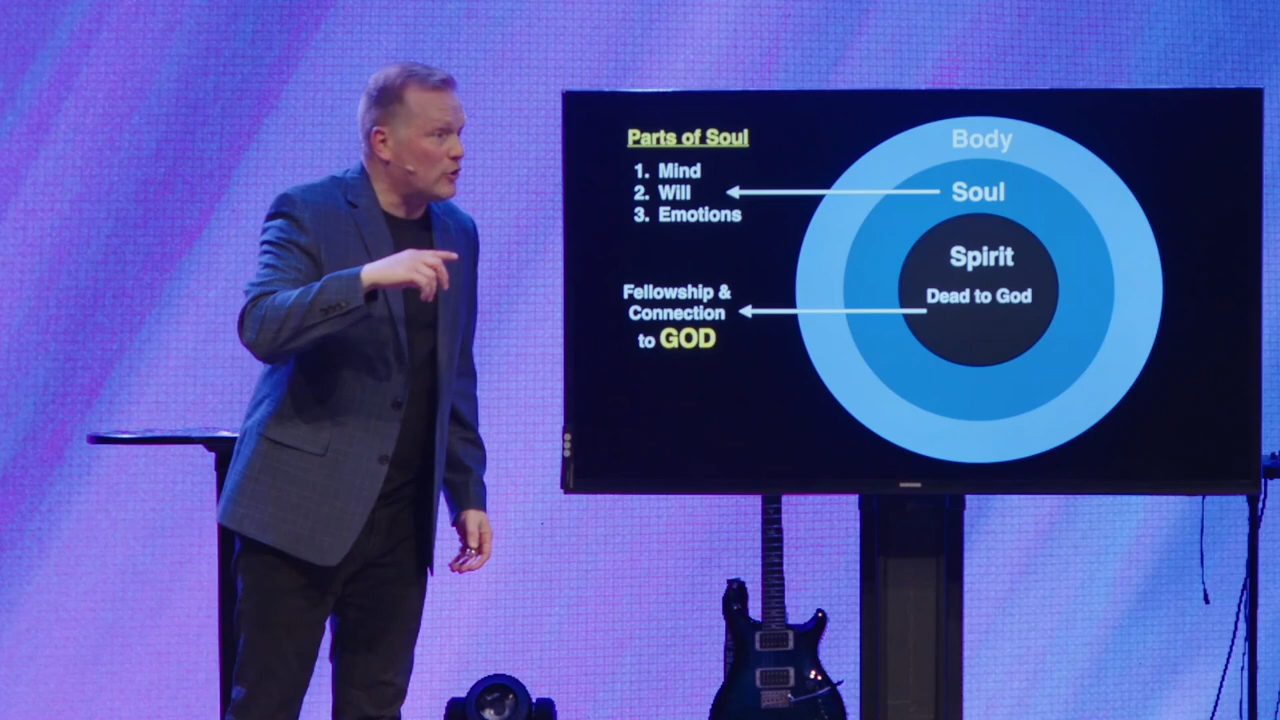 Parts of Soul
1. Mind
2. Will
3. Emotions
Fellowship &
Connection
to GOD
Body
Soul
Spirit
Dead to God